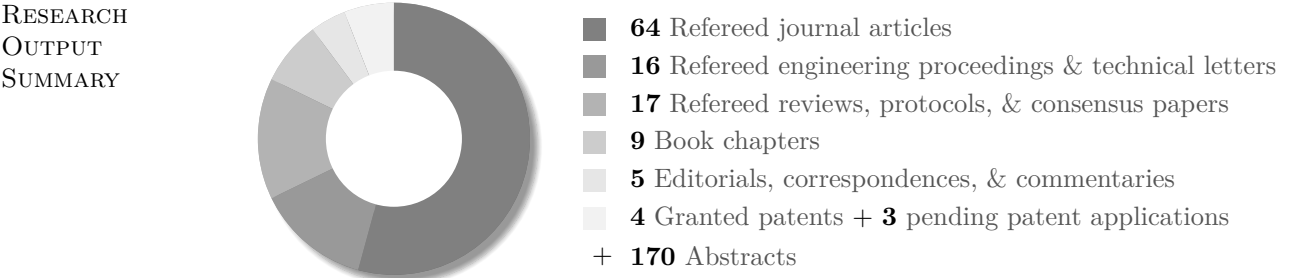 Research
Output
Summary
64 Refereed journal articles
16 Refereed engineering proceedings & technical letters
17 Refereed reviews, protocols, & consensus papers
9 Book chapters
5 Editorials, correspondences, & commentaries
4 Granted patents + 3 pending patent applications
+ 170 Abstracts